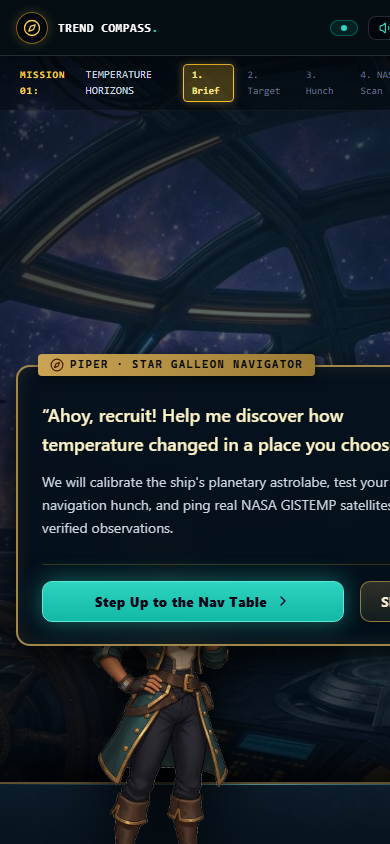 TREND COMPASS.
MISSION 01:
TEMPERATURE HORIZONS
1. Brief
2. Target
3. Hunch
4. NAS
Scan
PIPER · STAR GALLEON NAVIGATOR
“Ahoy, recruit! Help me discover how
temperature changed in a place you choos
We will calibrate the ship's planetary astrolabe, test your
navigation hunch, and ping real NASA GISTEMP satellites
verified observations.
Step Up to the Nav Table